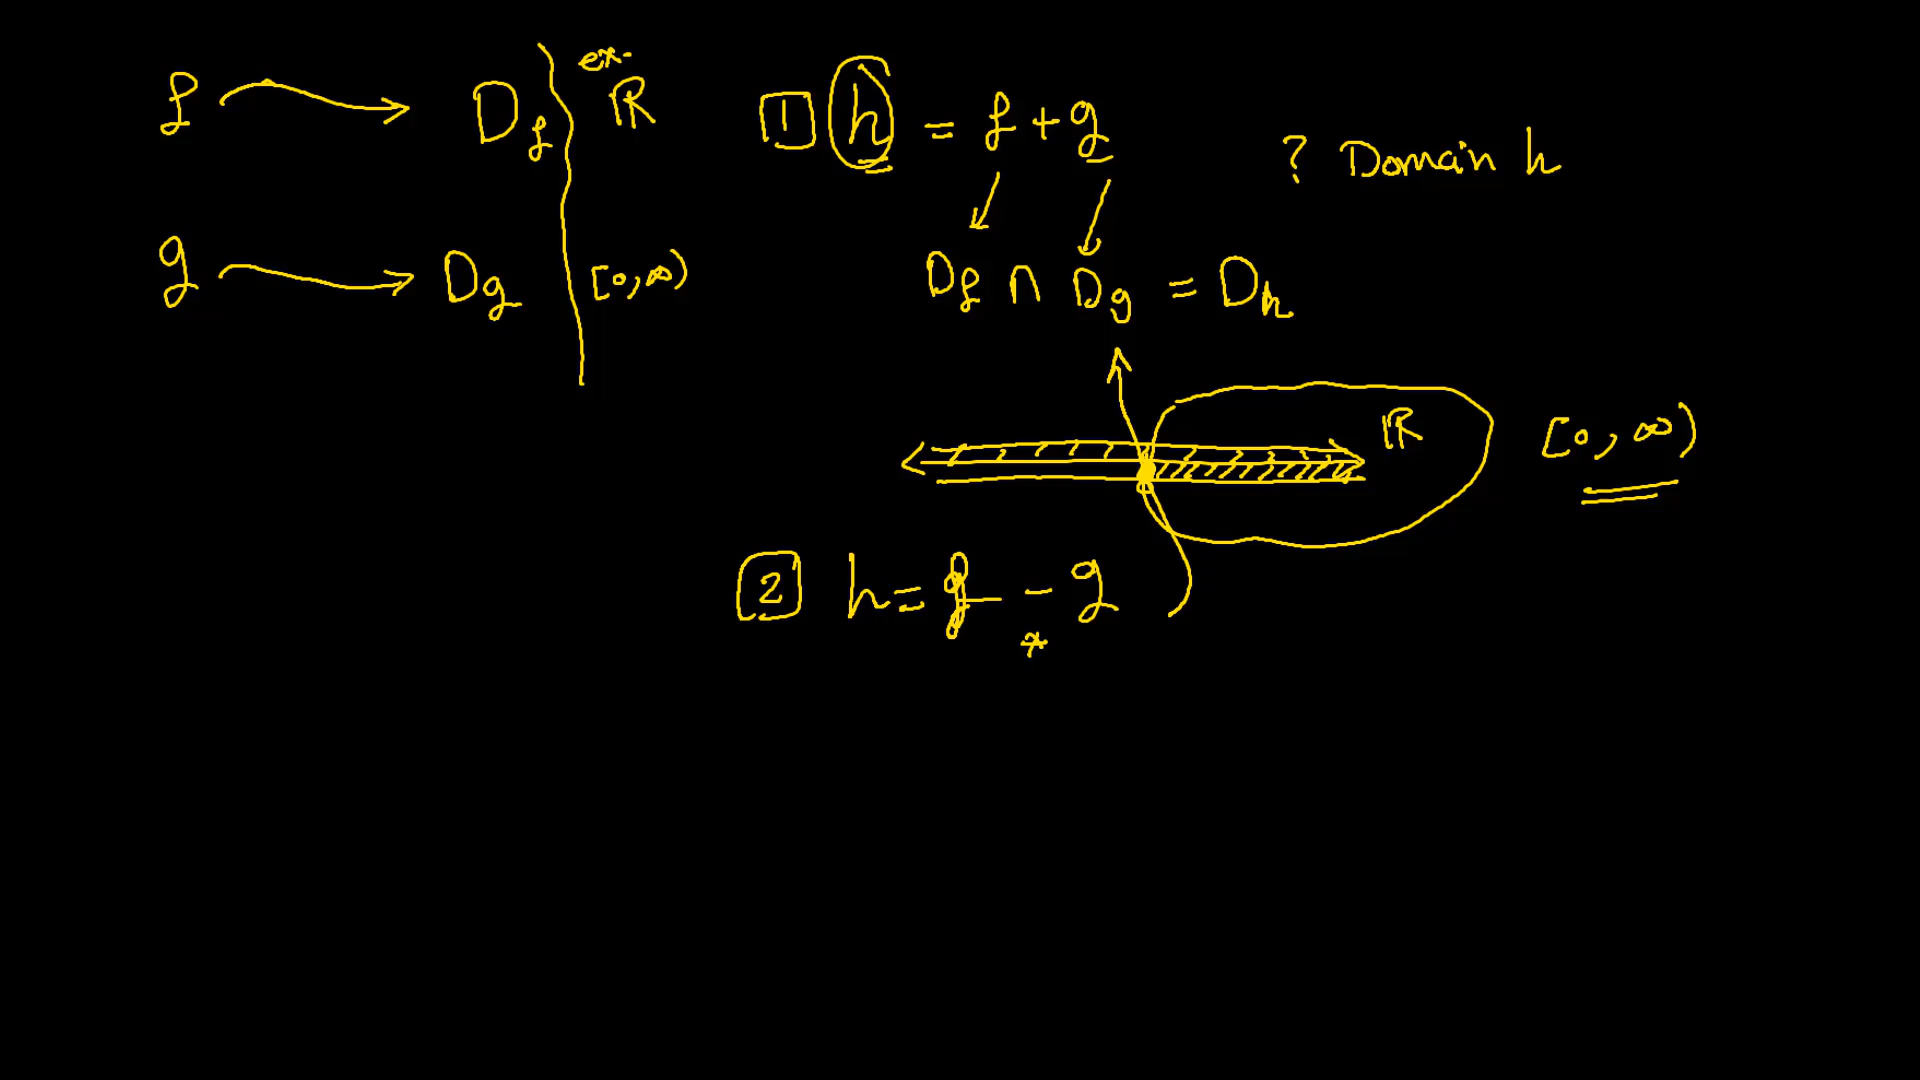 f → D_f ex. ℝ
g → D_g [0,∞)
1 h = f + g
? Domain h
D_f ∩ D_g = D_h
ℝ [0, ∞)
2 h = f - g
*